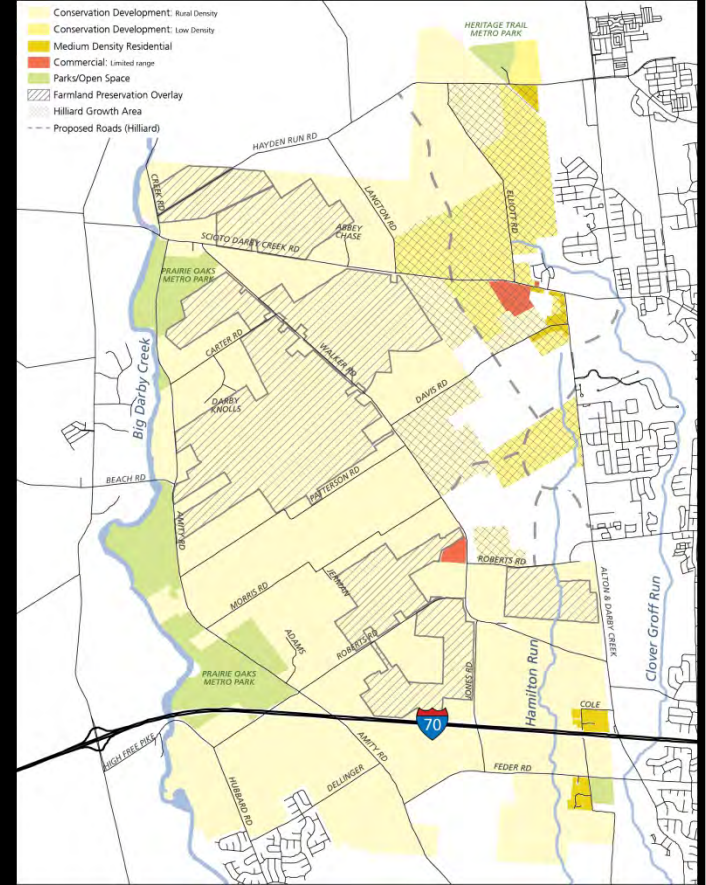 Conservation Development: Rural Density
Conservation Development: Low Density
Medium Density Residential
Commercial: Limited range
Parks/Open Space
Farmland Preservation Overlay
Hilliard Growth Area
Proposed Roads (Hilliard)
HERITAGE TRAIL
METRO PARK
HAYDEN RUN RD
CREEK RD
LANGTON RD
ELLIOTT RD
ABBEY
CHASE
SCIOTO DARBY CREEK RD
PRAIRIE OAKS
METRO PARK
CARTER RD
WALKER RD
Big Darby Creek
DARBY
KNOLLS
DAVIS RD
BEACH RD
PATTERSON RD
AMITY RD
ROBERTS RD
JERMAN
MORRIS RD
ALTON & DARBY CREEK
Clover Groff Run
ADAMS
ROBERTS RD
PRAIRIE OAKS
METRO PARK
JONES RD
Hamilton Run
COLE
70
HIGH FREE PIKE
AMITY RD
FEDER RD
HUBBARD RD
DELLINGER